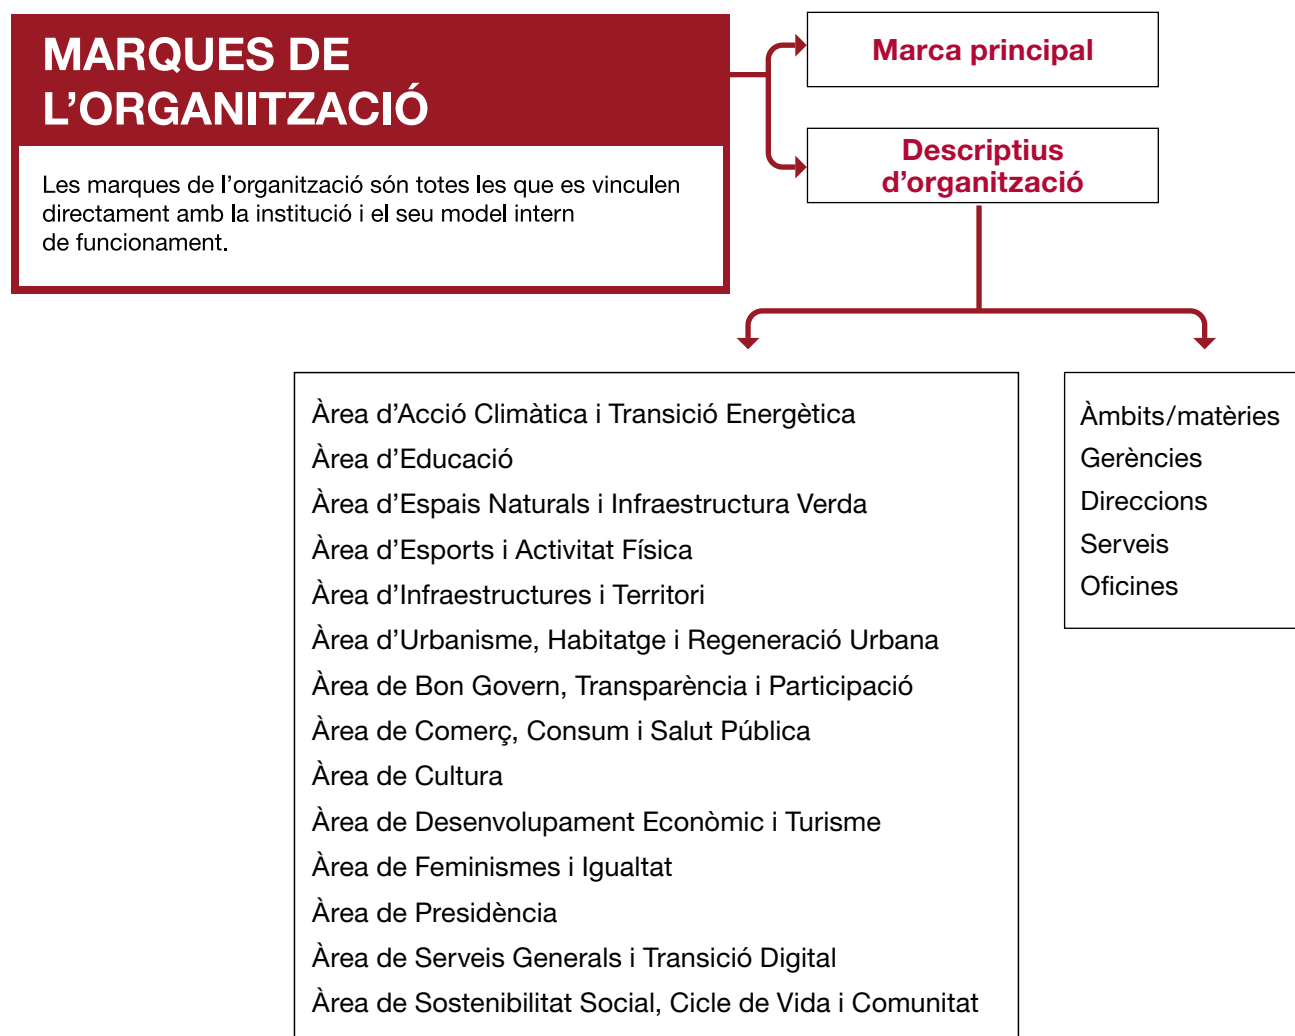 MARQUES DE
L’ORGANITZACIÓ
Les marques de l’organització són totes les que es vinculen
directament amb la institució i el seu model intern
de funcionament.
Marca principal
Descriptius
d’organització
Àrea d’Acció Climàtica i Transició Energètica
Àrea d’Educació
Àrea d’Espais Naturals i Infraestructura Verda
Àrea d’Esports i Activitat Física
Àrea d’Infraestructures i Territori
Àrea d’Urbanisme, Habitatge i Regeneració Urbana
Àrea de Bon Govern, Transparència i Participació
Àrea de Comerç, Consum i Salut Pública
Àrea de Cultura
Àrea de Desenvolupament Econòmic i Turisme
Àrea de Feminismes i Igualtat
Àrea de Presidència
Àrea de Serveis Generals i Transició Digital
Àrea de Sostenibilitat Social, Cicle de Vida i Comunitat
Àmbits/matèries
Gerències
Direccions
Serveis
Oficines